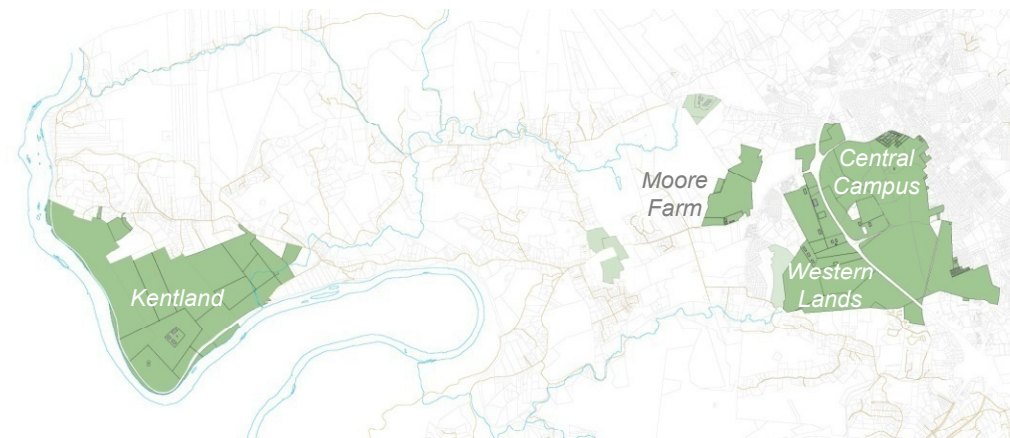 Central
Campus
Moore
Farm
Western
Lands
Kentland